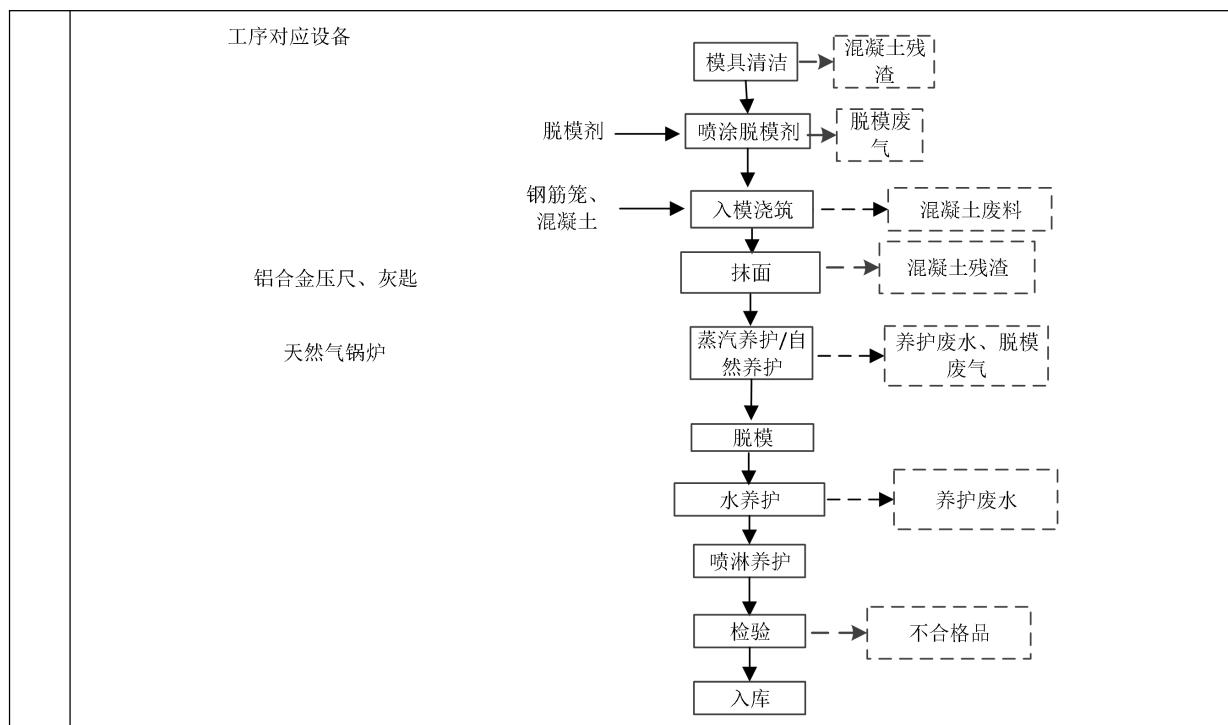 工序对应设备
模具清洁
混凝土残
渣
脱模剂
喷涂脱模剂
脱模废
气
钢筋笼、
混凝土
入模浇筑
混凝土废料
铝合金压尺、灰匙
抹面
混凝土残渣
天然气锅炉
蒸汽养护/自
然养护
养护废水、脱模
废气
脱模
水养护
养护废水
喷淋养护
检验
不合格品
入库